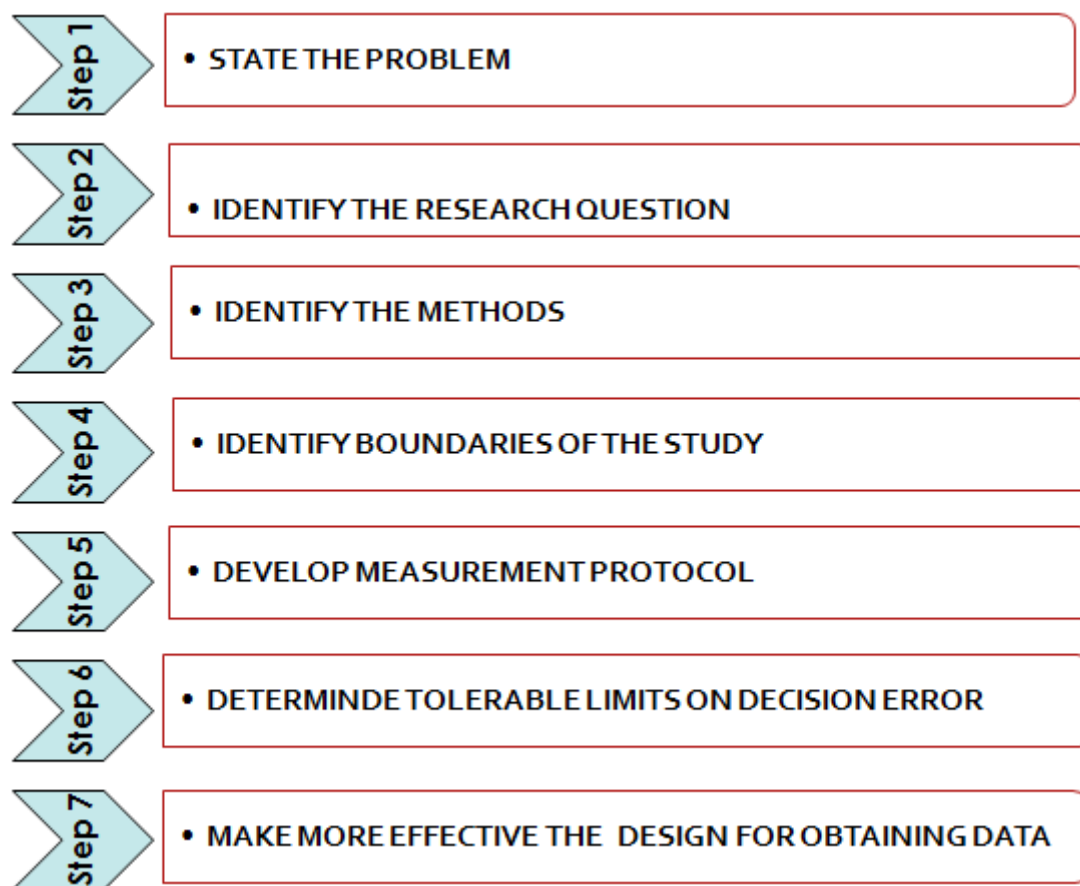 Step 1
• STATE THE PROBLEM
Step 2
• IDENTIFY THE RESEARCH QUESTION
Step 3
• IDENTIFY THE METHODS
Step 4
• IDENTIFY BOUNDARIES OF THE STUDY
Step 5
• DEVELOP MEASUREMENT PROTOCOL
Step 6
• DETERMINDE TOLERABLE LIMITS ON DECISION ERROR
Step 7
• MAKE MORE EFFECTIVE THE DESIGN FOR OBTAINING DATA